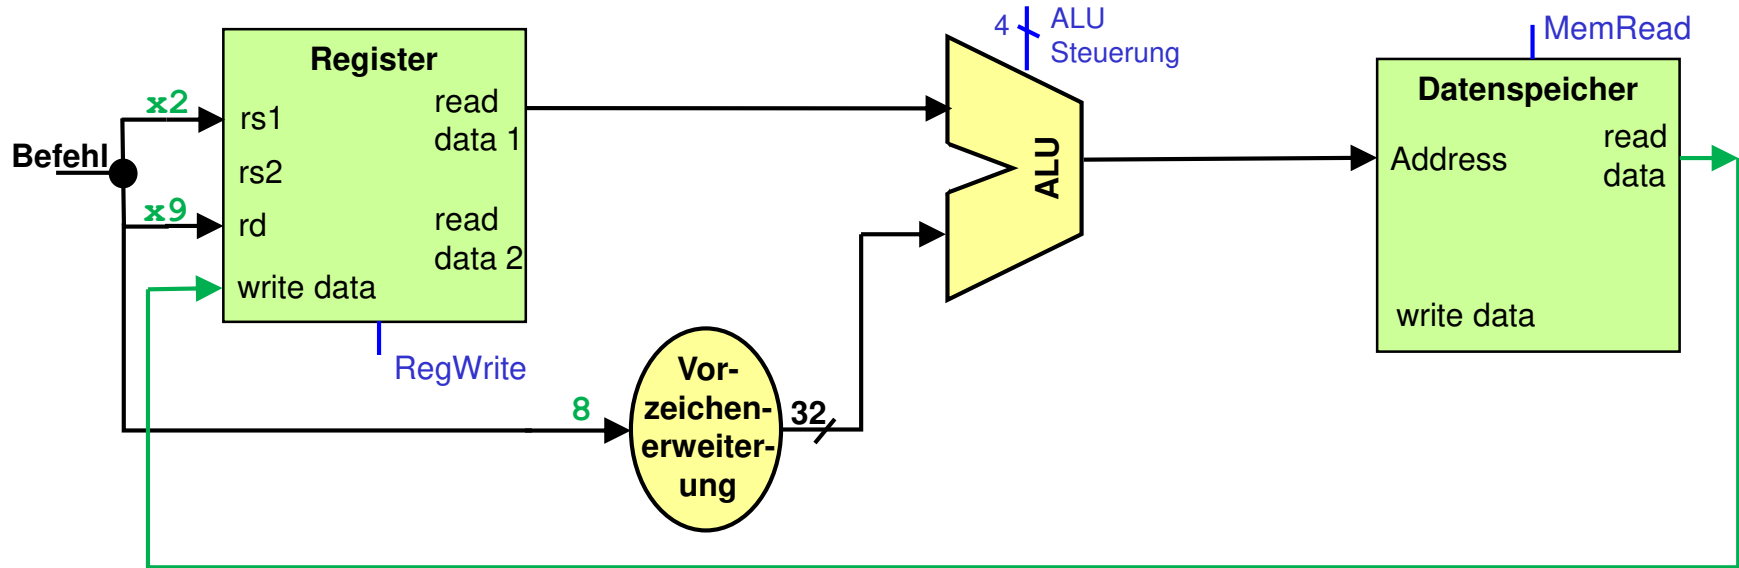 Befehl
x2
x9
Register
rs1
rs2
rd
write data
read
data 1
read
data 2
RegWrite
8
Vor-
zeichen-
erweiter-
ung
32
4
ALU
Steuerung
ALU
MemRead
Datenspeicher
Address
read
data
write data